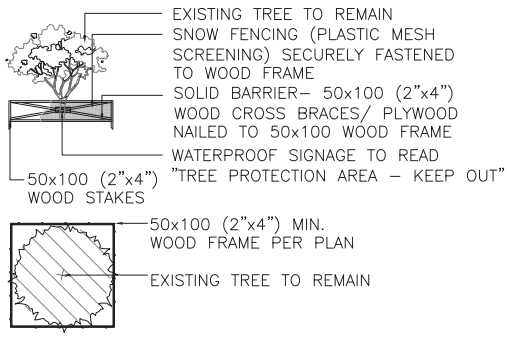 EXISTING TREE TO REMAIN
SNOW FENCING (PLASTIC MESH
SCREENING) SECURELY FASTENED
TO WOOD FRAME
SOLID BARRIER— 50x100 (2"x4")
WOOD CROSS BRACES/ PLYWOOD
NAILED TO 50x100 WOOD FRAME
WATERPROOF SIGNAGE TO READ
"TREE PROTECTION AREA — KEEP OUT"
50x100 (2"x4")
WOOD STAKES
50x100 (2"x4") MIN.
WOOD FRAME PER PLAN
EXISTING TREE TO REMAIN